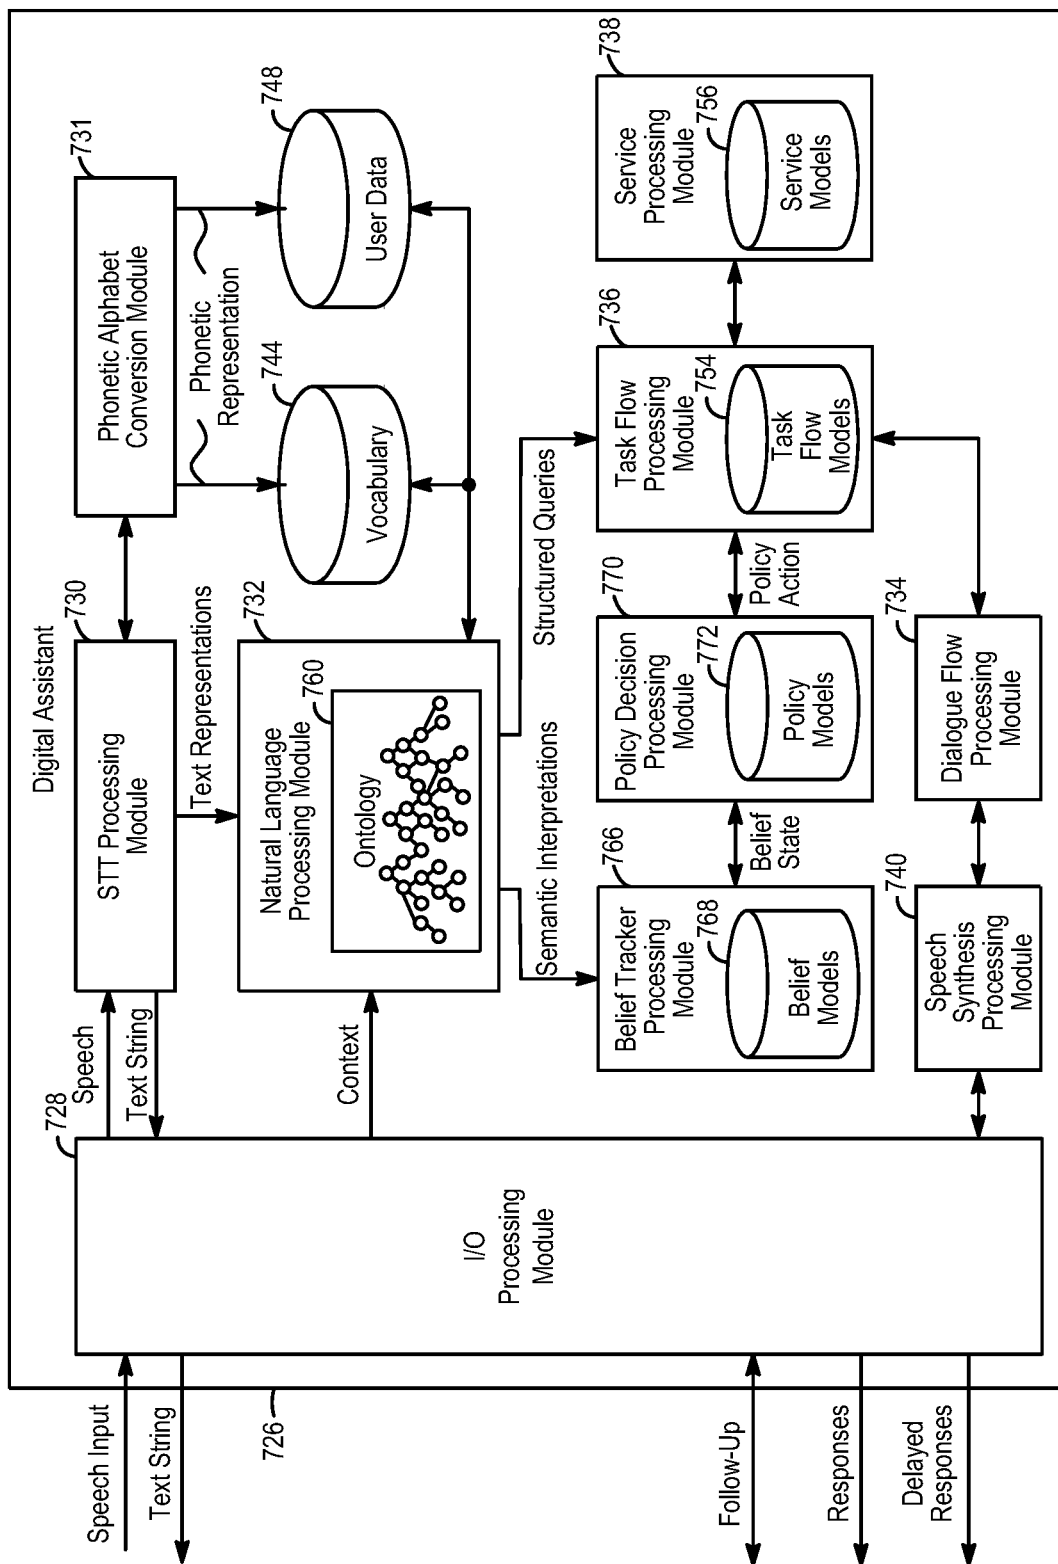 Digital Assistant
726
Speech Input
Text String
Follow-Up
Responses
Delayed
Responses
728
I/O
Processing
Module
Speech
Text String
Context
730
STT Processing
Module
731
Phonetic Alphabet
Conversion Module
Text Representations
Phonetic
Representation
732
Natural Language
Processing Module
760
Ontology
744
Vocabulary
748
User Data
Semantic Interpretations
Structured Queries
766
Belief Tracker
Processing
Module
768
Belief Models
Belief
State
770
Policy Decision
Processing
Module
772
Policy Models
Policy
Action
736
Task Flow
Processing
Module
754
Task
Flow
Models
738
Service
Processing
Module
756
Service Models
740
Speech
Synthesis
Processing
Module
734
Dialogue Flow
Processing
Module